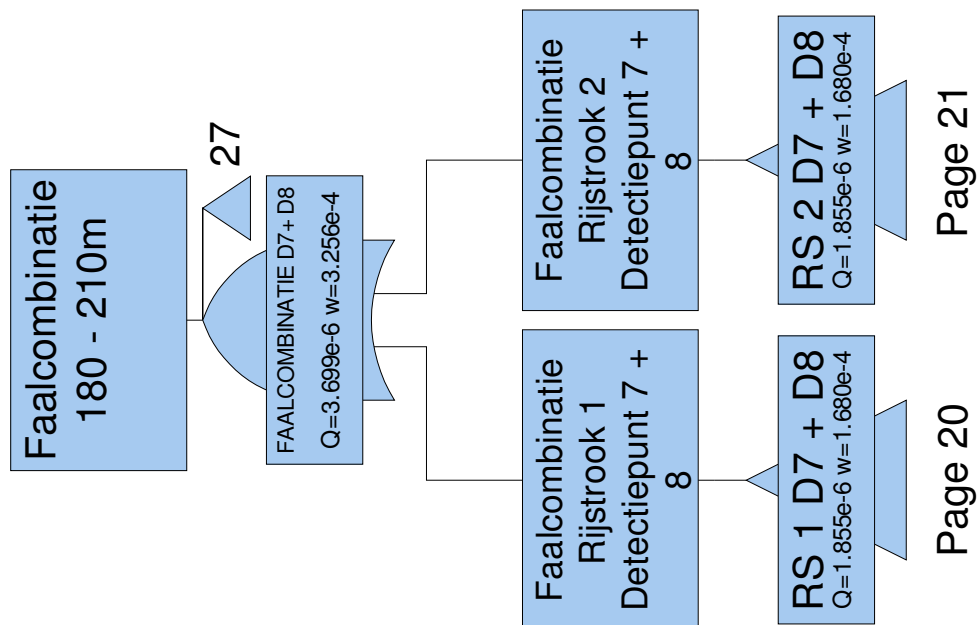 Faalcombinatie
180 - 210m
27
FAALCOMBINATIE D7+ D8
Q=3.699e-6 w=3.256e-4
Faalcombinatie
Rijstrook 1
Detectiepunt 7 +
8
RS 1 D7 + D8
Q=1.855e-6 w=1.680e-4
Page 20
Faalcombinatie
Rijstrook 2
Detectiepunt 7 +
8
RS 2 D7 + D8
Q=1.855e-6 w=1.680e-4
Page 21